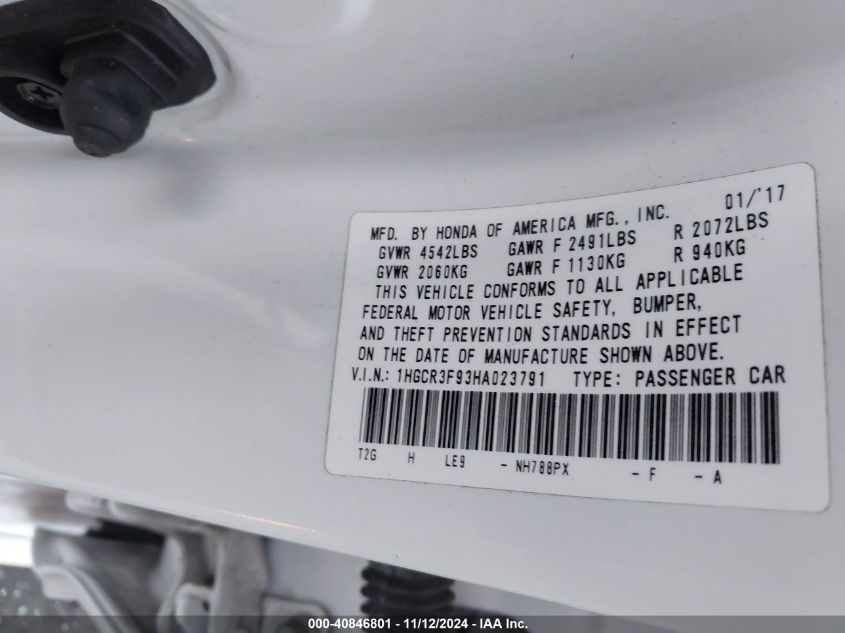 01/'17
MFD. BY HONDA OF AMERICA MFG., INC.
GVWR 4542LBS GAWR F 2491LBS R 2072LBS
GVWR 2060KG GAWR F 1130KG R 940KG
THIS VEHICLE CONFORMS TO ALL APPLICABLE
FEDERAL MOTOR VEHICLE SAFETY, BUMPER,
AND THEFT PREVENTION STANDARDS IN EFFECT
ON THE DATE OF MANUFACTURE SHOWN ABOVE.
V.I.N.: 1HGCR3F93HA023791 TYPE: PASSENGER CAR
T2G H LE9 - NH788PX - F - A
000-40846801 - 11/12/2024 - IAA Inc.